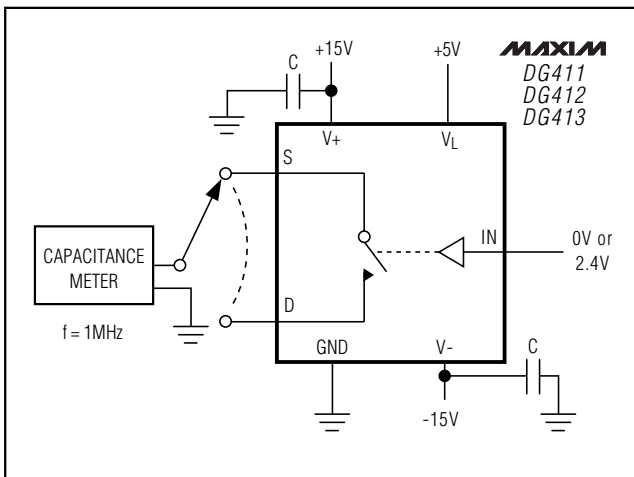 +15V
+5V
MAXIM
DG411
DG412
DG413
C
V+
VL
S
IN
0V or
2.4V
CAPACITANCE
METER
f = 1MHz
D
GND
V-
C
-15V